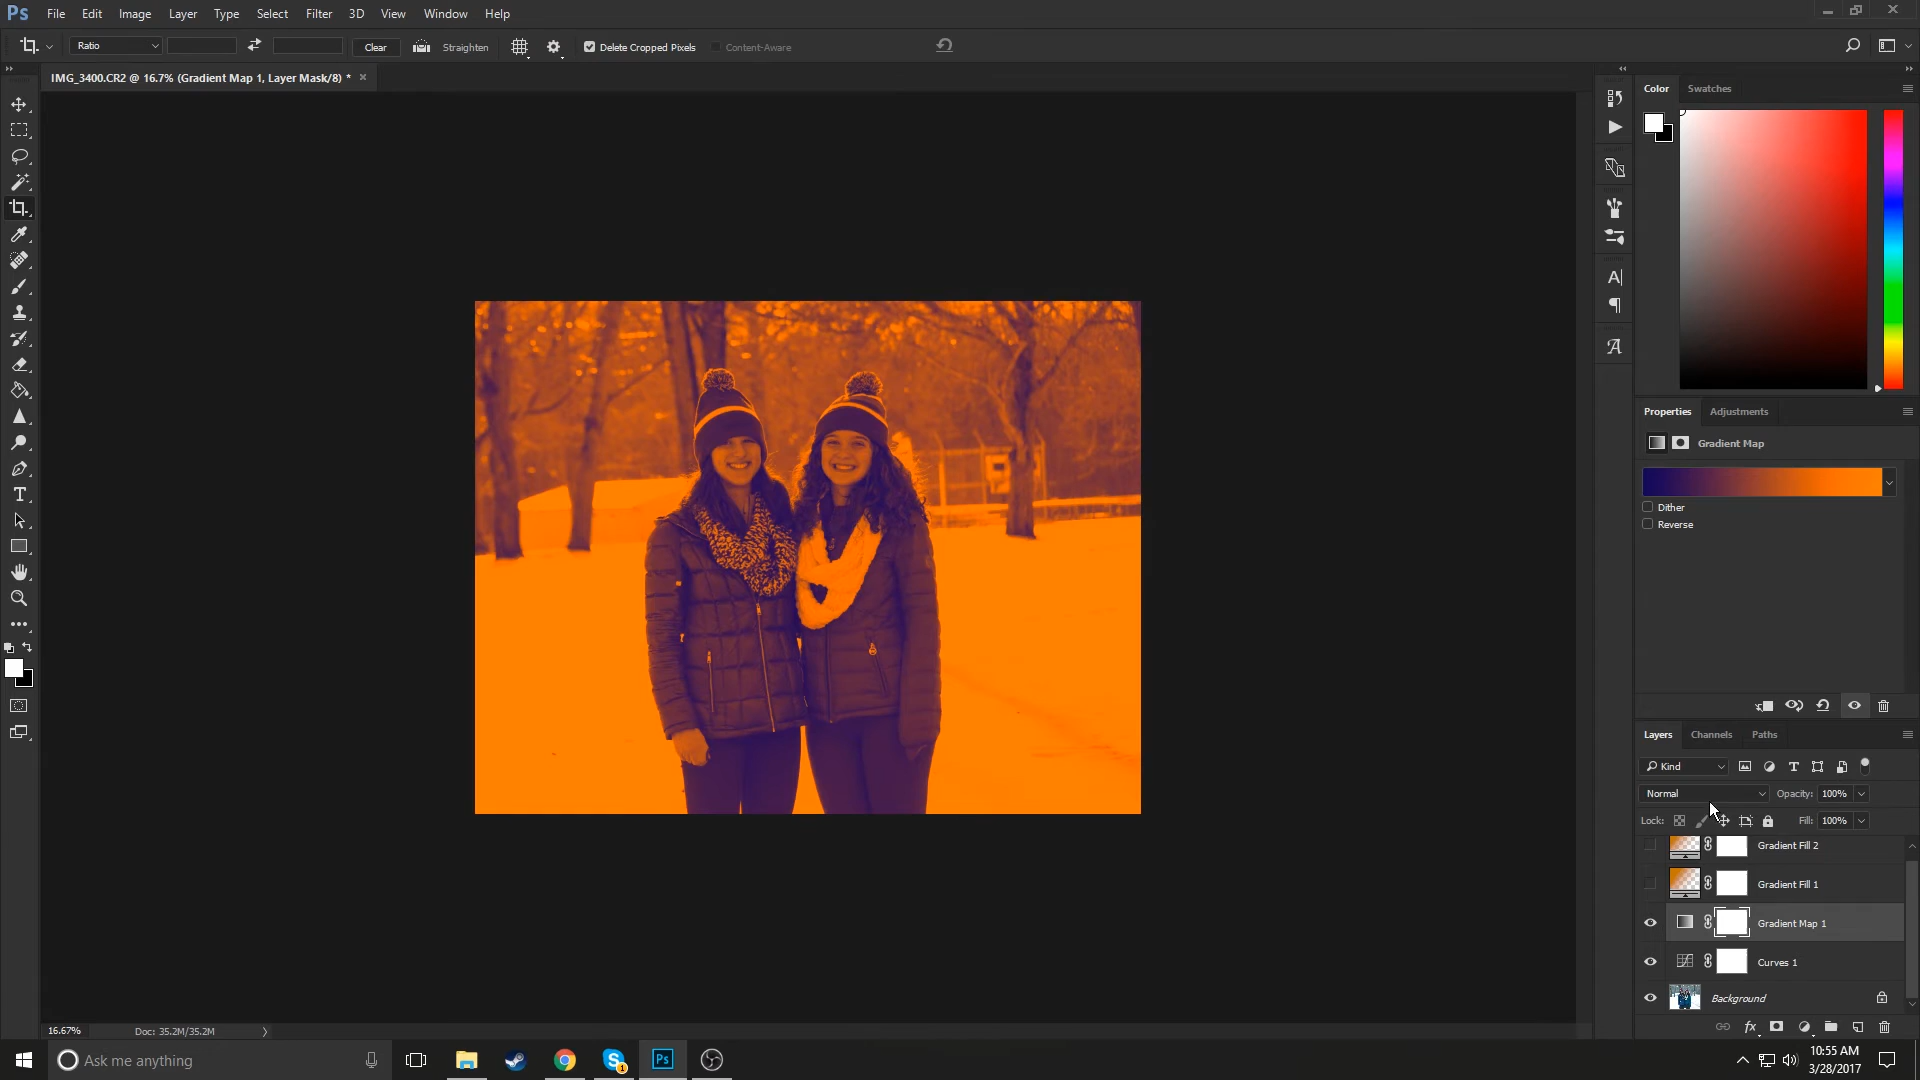 Ps File Edit Image Layer Type Select Filter 3D View Window Help
Ratio Clear Straighten Delete Cropped Pixels Content-Aware
IMG_3400.CR2 @ 16.7% (Gradient Map 1, Layer Mask/8) * ×
Color Swatches
Properties Adjustments
Gradient Map
Dither
Reverse
Layers Channels Paths
Kind
Normal Opacity: 100%
Lock: Fill: 100%
Gradient Fill 2
Gradient Fill 1
Gradient Map 1
Curves 1
Background
16.67% Doc: 35.2M/35.2M
Ask me anything
Ps
1
10:55 AM
3/28/2017